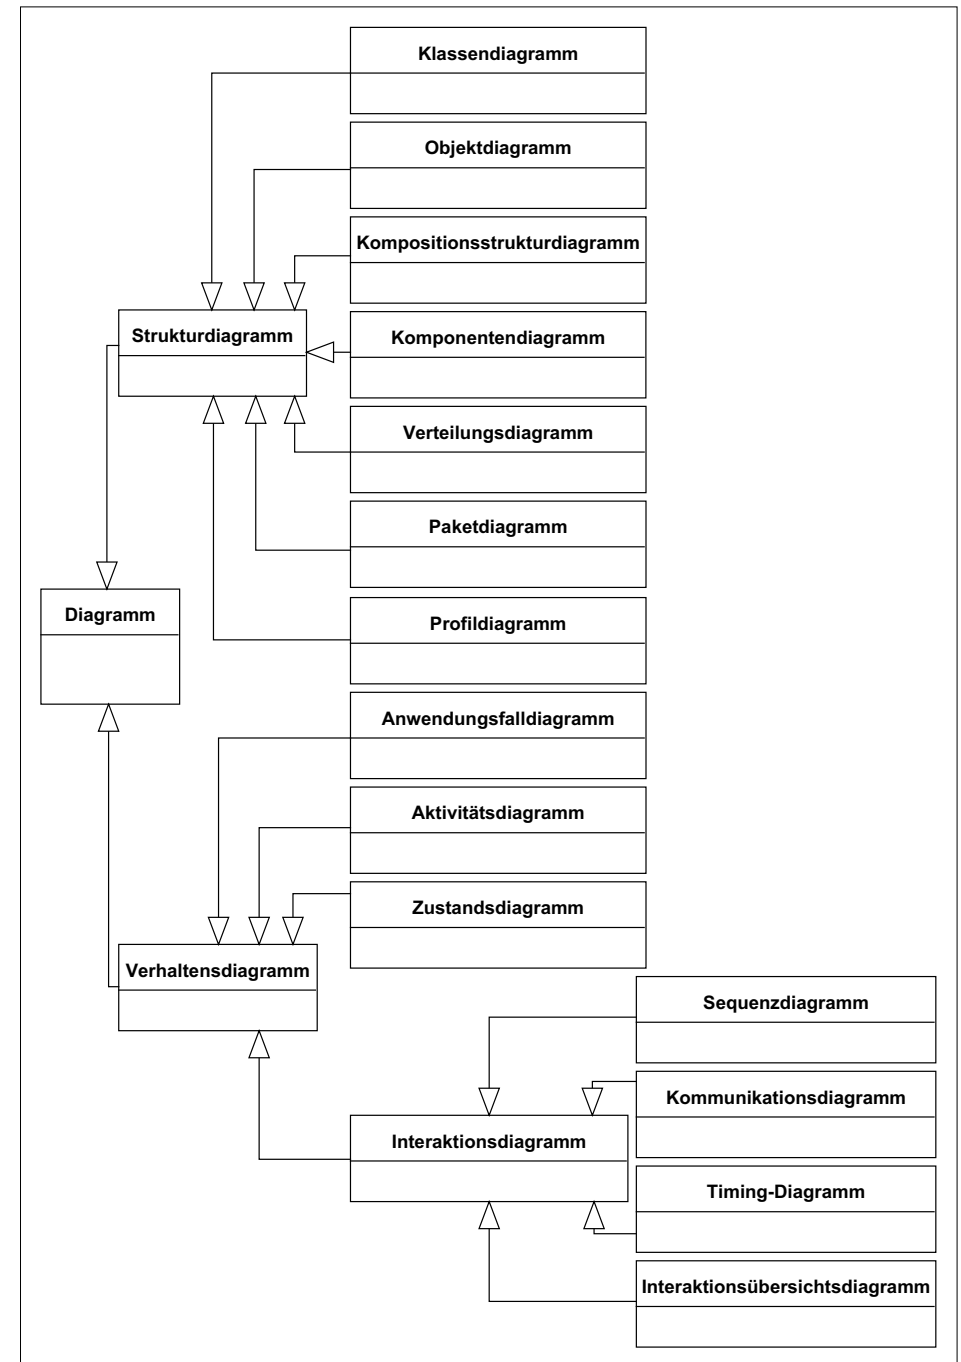 Klassendiagramm
Objektdiagramm
Kompositionsstrukturdiagramm
Strukturdiagramm
Komponentendiagramm
Verteilungsdiagramm
Paketdiagramm
Diagramm
Profildiagramm
Anwendungsfalldiagramm
Aktivitätsdiagramm
Zustandsdiagramm
Verhaltensdiagramm
Sequenzdiagramm
Kommunikationsdiagramm
Interaktionsdiagramm
Timing-Diagramm
Interaktionsübersichtsdiagramm